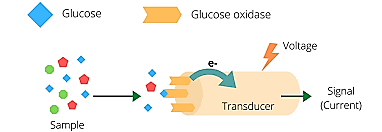 Glucose
Glucose oxidase
Voltage
e-
Transducer
Signal
(Current)
Sample